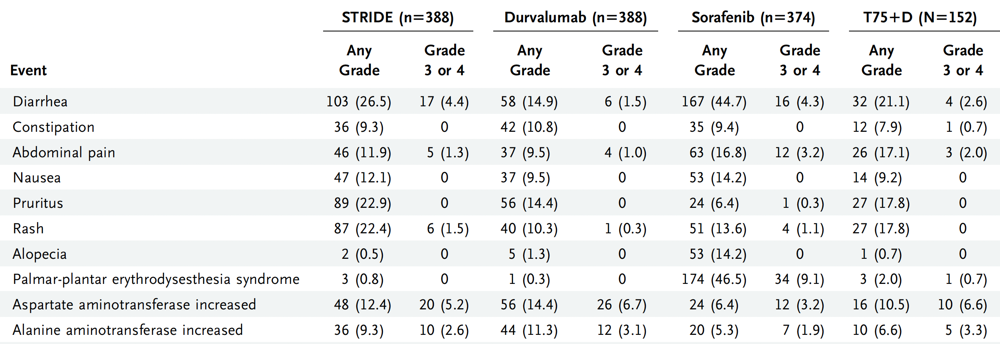 STRIDE (n=388) Durvalumab (n=388) Sorafenib (n=374) T75+D (N=152)
Any Grade Any Grade Any Grade Any Grade
Event Grade 3 or 4 Grade 3 or 4 Grade 3 or 4 Grade 3 or 4
Diarrhea 103 (26.5) 17 (4.4) 58 (14.9) 6 (1.5) 167 (44.7) 16 (4.3) 32 (21.1) 4 (2.6)
Constipation 36 (9.3) 0 42 (10.8) 0 35 (9.4) 0 12 (7.9) 1 (0.7)
Abdominal pain 46 (11.9) 5 (1.3) 37 (9.5) 4 (1.0) 63 (16.8) 12 (3.2) 26 (17.1) 3 (2.0)
Nausea 47 (12.1) 0 37 (9.5) 0 53 (14.2) 0 14 (9.2) 0
Pruritus 89 (22.9) 0 56 (14.4) 0 24 (6.4) 1 (0.3) 27 (17.8) 0
Rash 87 (22.4) 6 (1.5) 40 (10.3) 1 (0.3) 51 (13.6) 4 (1.1) 27 (17.8) 0
Alopecia 2 (0.5) 0 5 (1.3) 0 53 (14.2) 0 1 (0.7) 0
Palmar-plantar erythrodysesthesia syndrome 3 (0.8) 0 1 (0.3) 0 174 (46.5) 34 (9.1) 3 (2.0) 1 (0.7)
Aspartate aminotransferase increased 48 (12.4) 20 (5.2) 56 (14.4) 26 (6.7) 24 (6.4) 12 (3.2) 16 (10.5) 10 (6.6)
Alanine aminotransferase increased 36 (9.3) 10 (2.6) 44 (11.3) 12 (3.1) 20 (5.3) 7 (1.9) 10 (6.6) 5 (3.3)